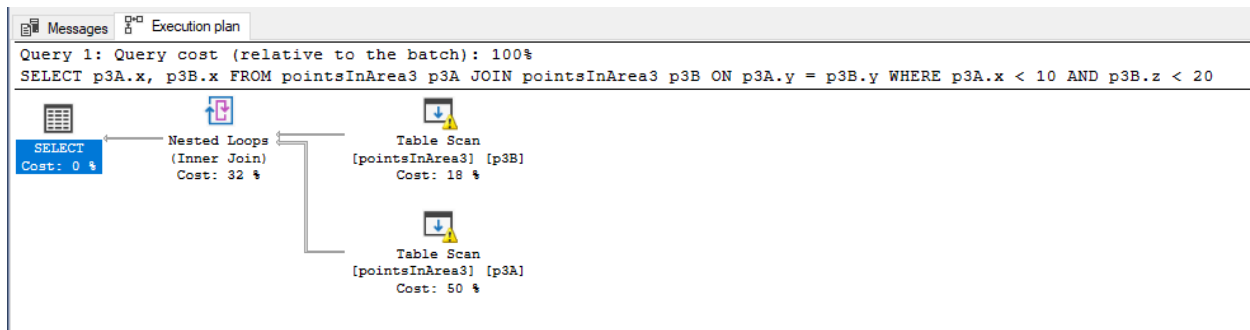 Messages Execution plan
Query 1: Query cost (relative to the batch): 100%
SELECT p3A.x, p3B.x FROM pointsInArea3 p3A JOIN pointsInArea3 p3B ON p3A.y = p3B.y WHERE p3A.x < 10 AND p3B.z < 20
SELECT
Cost: 0 %
Nested Loops
(Inner Join)
Cost: 32 %
Table Scan
[pointsInArea3] [p3B]
Cost: 18 %
Table Scan
[pointsInArea3] [p3A]
Cost: 50 %